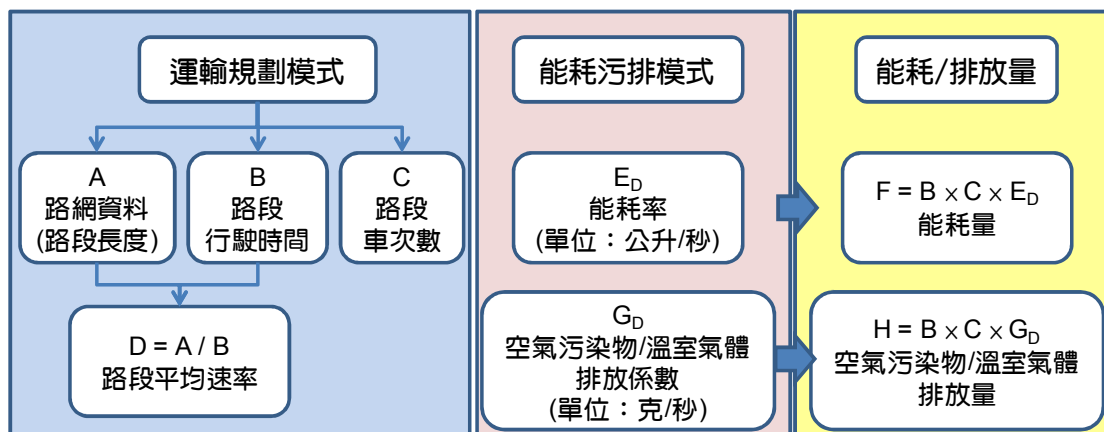 運輸規劃模式
A
路網資料
(路段長度)
B
路段
行駛時間
C
路段
車次數
D = A / B
路段平均速率
能耗污排模式
E_D
能耗率
(單位：公升/秒)
G_D
空氣污染物/溫室氣體
排放係數
(單位：克/秒)
能耗/排放量
F = B × C × E_D
能耗量
H = B × C × G_D
空氣污染物/溫室氣體
排放量